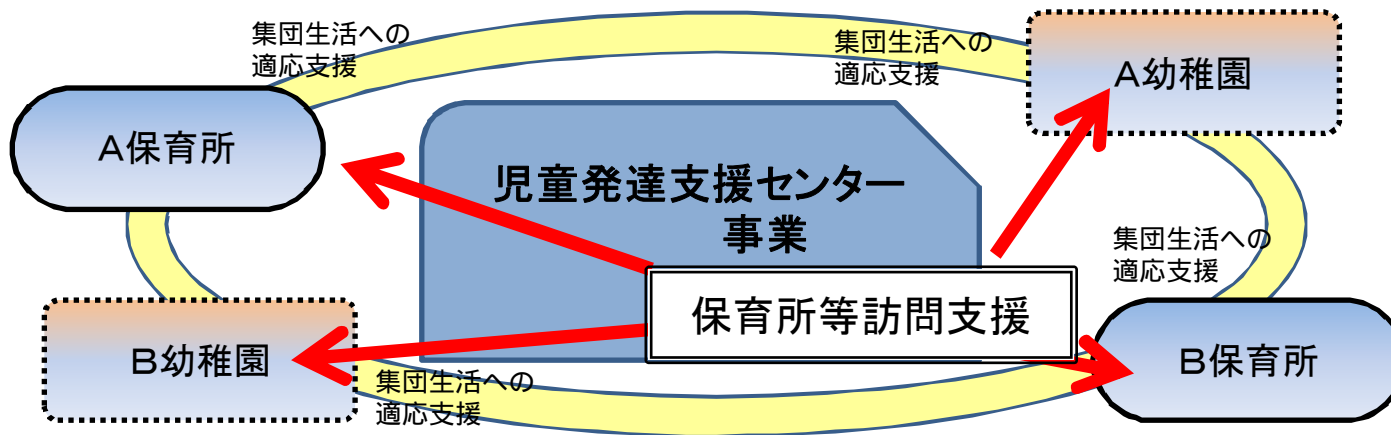 集団生活への
適応支援
集団生活への
適応支援
A幼稚園
A保育所
児童発達支援センター
事業
集団生活への
適応支援
保育所等訪問支援
B幼稚園
B保育所
集団生活への
適応支援